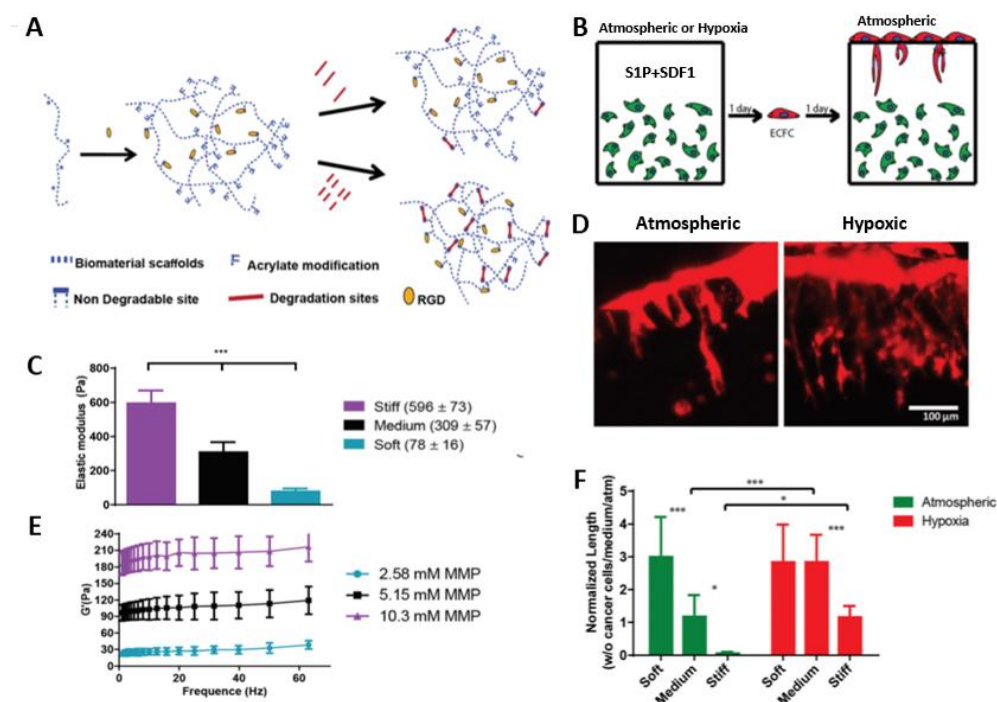 A
Biomaterial scaffolds
Acrylate modification
Non Degradable site
Degradation sites
RGD
B
Atmospheric or Hypoxia
Atmospheric
S1P+SDF1
1 day
ECFC
1 day
C
***
Elastic modulus (Pa)
800
600
400
200
0
Stiff (596 ± 73)
Medium (309 ± 57)
Soft (78 ± 16)
D
Atmospheric
Hypoxic
100 µm
E
G'(Pa)
240
210
180
150
120
90
60
30
0
0
20
40
60
Frequence (Hz)
2.58 mM MMP
5.15 mM MMP
10.3 mM MMP
F
Normalized Length
(w/o cancer cells/medium/atm)
5
4
3
2
1
0
***
*
***
*
***
Soft
Medium
Stiff
Soft
Medium
Stiff
Atmospheric
Hypoxia